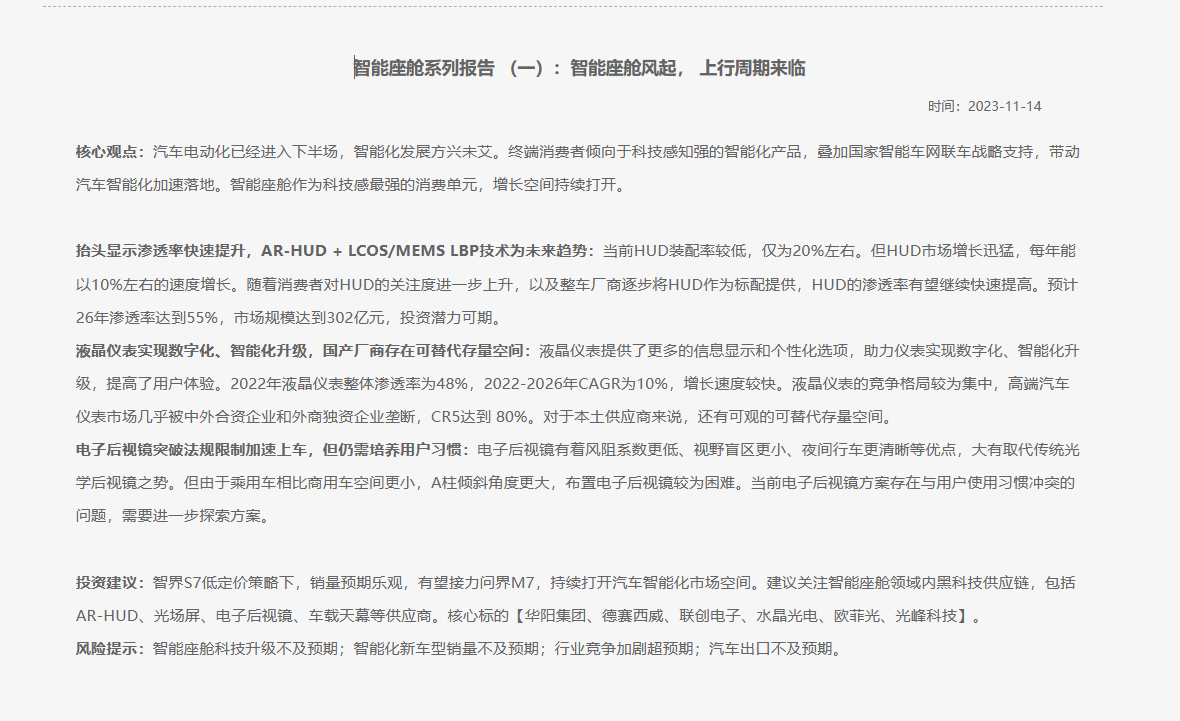 智能座舱系列报告 （一）：智能座舱风起， 上行周期来临
时间：2023-11-14
核心观点：汽车电动化已经进入下半场，智能化发展方兴未艾。终端消费者倾向于科技感知强的智能化产品，叠加国家智能车网联车战略支持，带动
汽车智能化加速落地。智能座舱作为科技感最强的消费单元，增长空间持续打开。
抬头显示渗透率快速提升，AR-HUD + LCOS/MEMS LBP技术为未来趋势：当前HUD装配率较低，仅为20%左右。但HUD市场增长迅猛，每年能
以10%左右的速度增长。随着消费者对HUD的关注度进一步上升，以及整车厂商逐步将HUD作为标配提供，HUD的渗透率有望继续快速提高。预计
26年渗透率达到55%，市场规模达到302亿元，投资潜力可期。
液晶仪表实现数字化、智能化升级，国产厂商存在可替代存量空间：液晶仪表提供了更多的信息显示和个性化选项，助力仪表实现数字化、智能化升
级，提高了用户体验。2022年液晶仪表整体渗透率为48%，2022-2026年CAGR为10%，增长速度较快。液晶仪表的竞争格局较为集中，高端汽车
仪表市场几乎被中外合资企业和外商独资企业垄断，CR5达到 80%。对于本土供应商来说，还有可观的可替代存量空间。
电子后视镜突破法规限制加速上车，但仍需培养用户习惯：电子后视镜有着风阻系数更低、视野盲区更小、夜间行车更清晰等优点，大有取代传统光
学后视镜之势。但由于乘用车相比商用车空间更小，A柱倾斜角度更大，布置电子后视镜较为困难。当前电子后视镜方案存在与用户使用习惯冲突的
问题，需要进一步探索方案。
投资建议：智界S7低定价策略下，销量预期乐观，有望接力问界M7，持续打开汽车智能化市场空间。建议关注智能座舱领域内黑科技供应链，包括
AR-HUD、光场屏、电子后视镜、车载天幕等供应商。核心标的【华阳集团、德赛西威、联创电子、水晶光电、欧菲光、光峰科技】。
风险提示：智能座舱科技升级不及预期；智能化新车型销量不及预期；行业竞争加剧超预期；汽车出口不及预期。